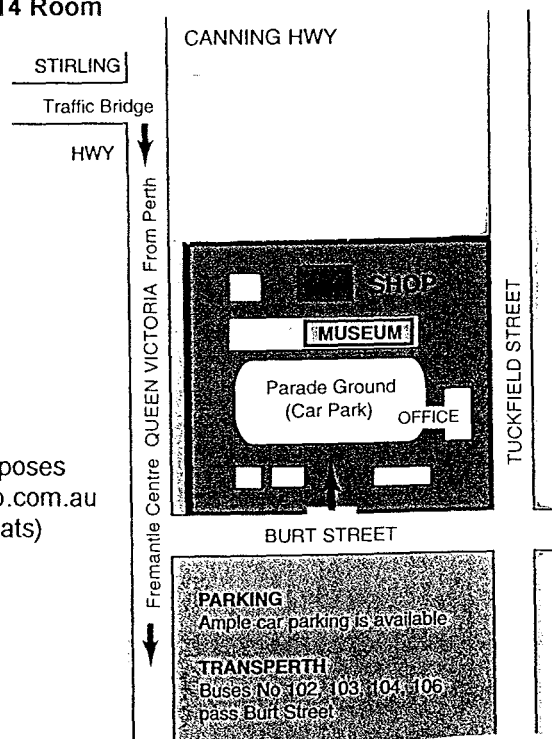 14 Room
CANNING HWY
STIRLING
Traffic Bridge
HWY
Fremantle Centre QUEEN VICTORIA From Perth
SHOP
MUSEUM
Parade Ground
(Car Park)
OFFICE
TUCKFIELD STREET
poses
o.com.au
ats)
BURT STREET
PARKING
Ample car parking is available
TRANSPERTH
Buses No 102, 103, 104, 106
pass Burt Street